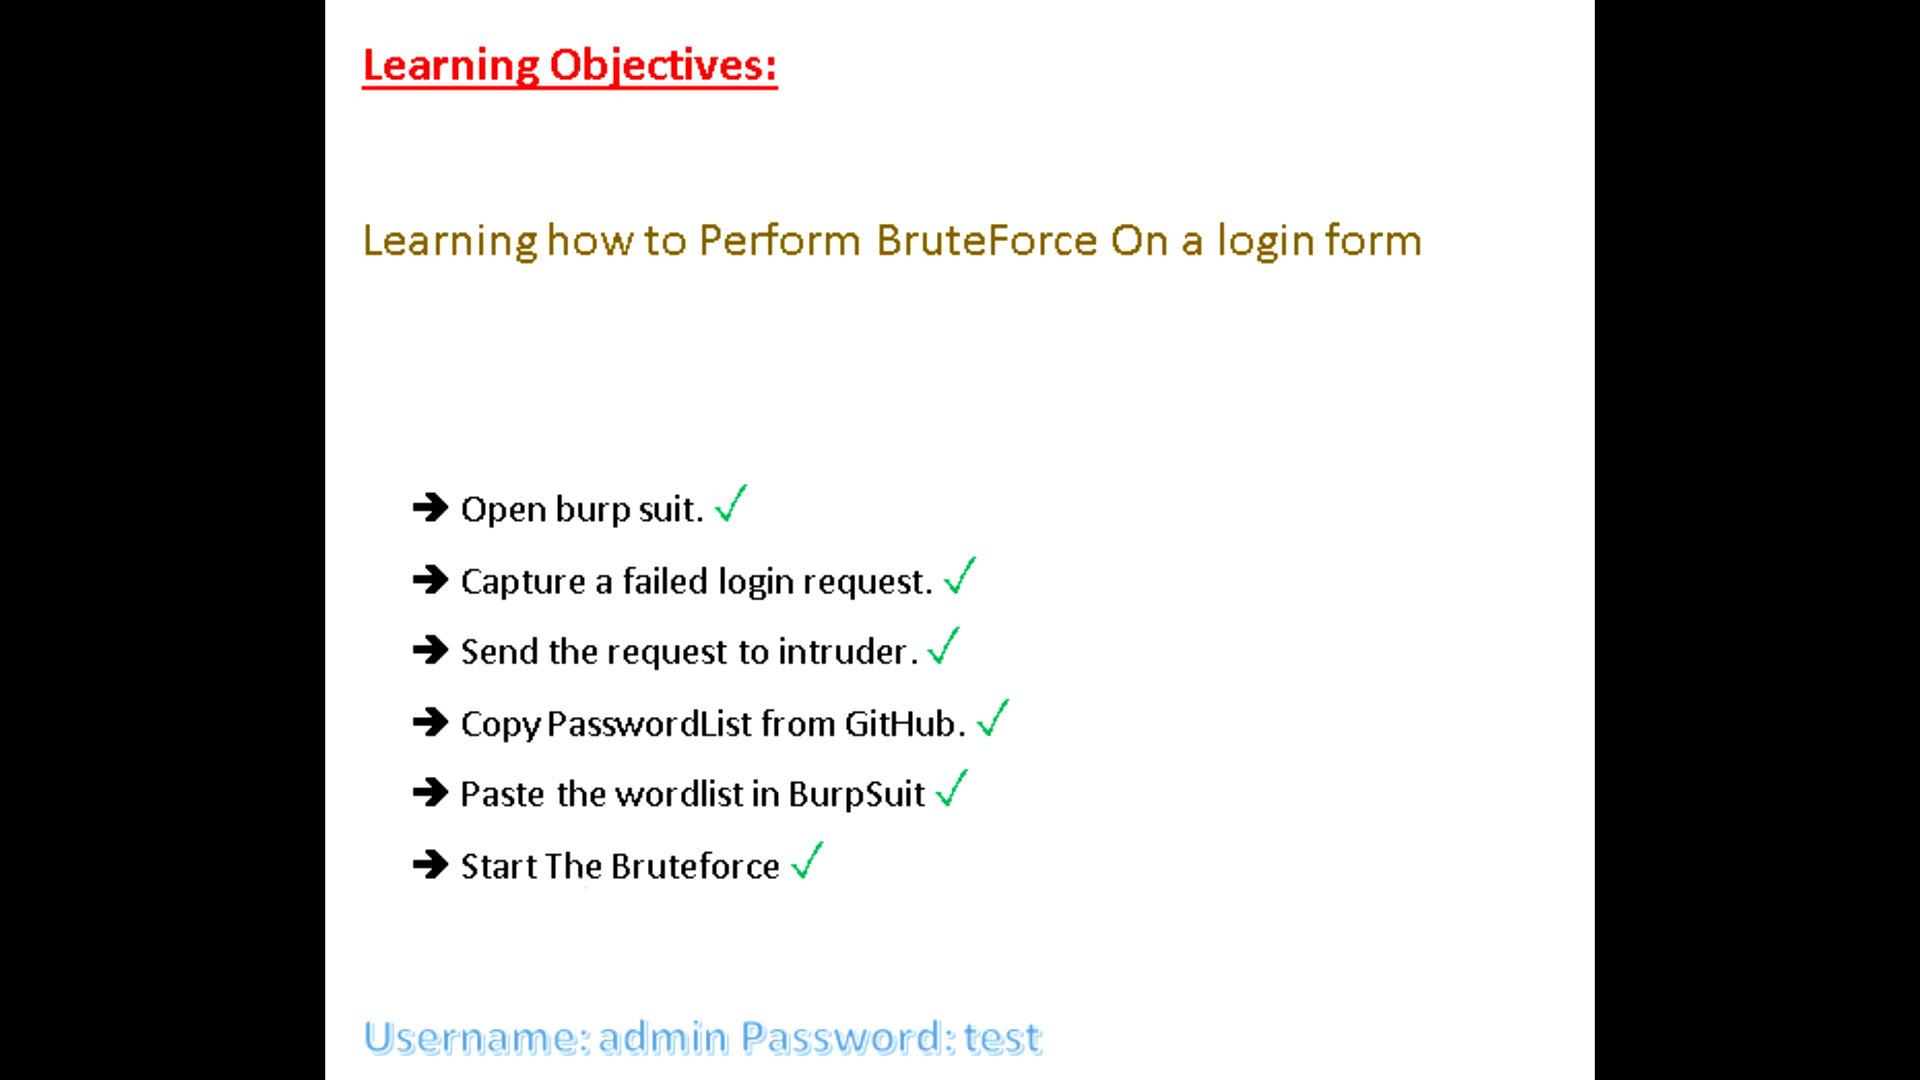 Learning Objectives:
Learning how to Perform BruteForce On a login form
➔ Open burp suit. ✓
➔ Capture a failed login request. ✓
➔ Send the request to intruder. ✓
➔ Copy PasswordList from GitHub. ✓
➔ Paste the wordlist in BurpSuit ✓
➔ Start The Bruteforce ✓
Username: admin Password: test